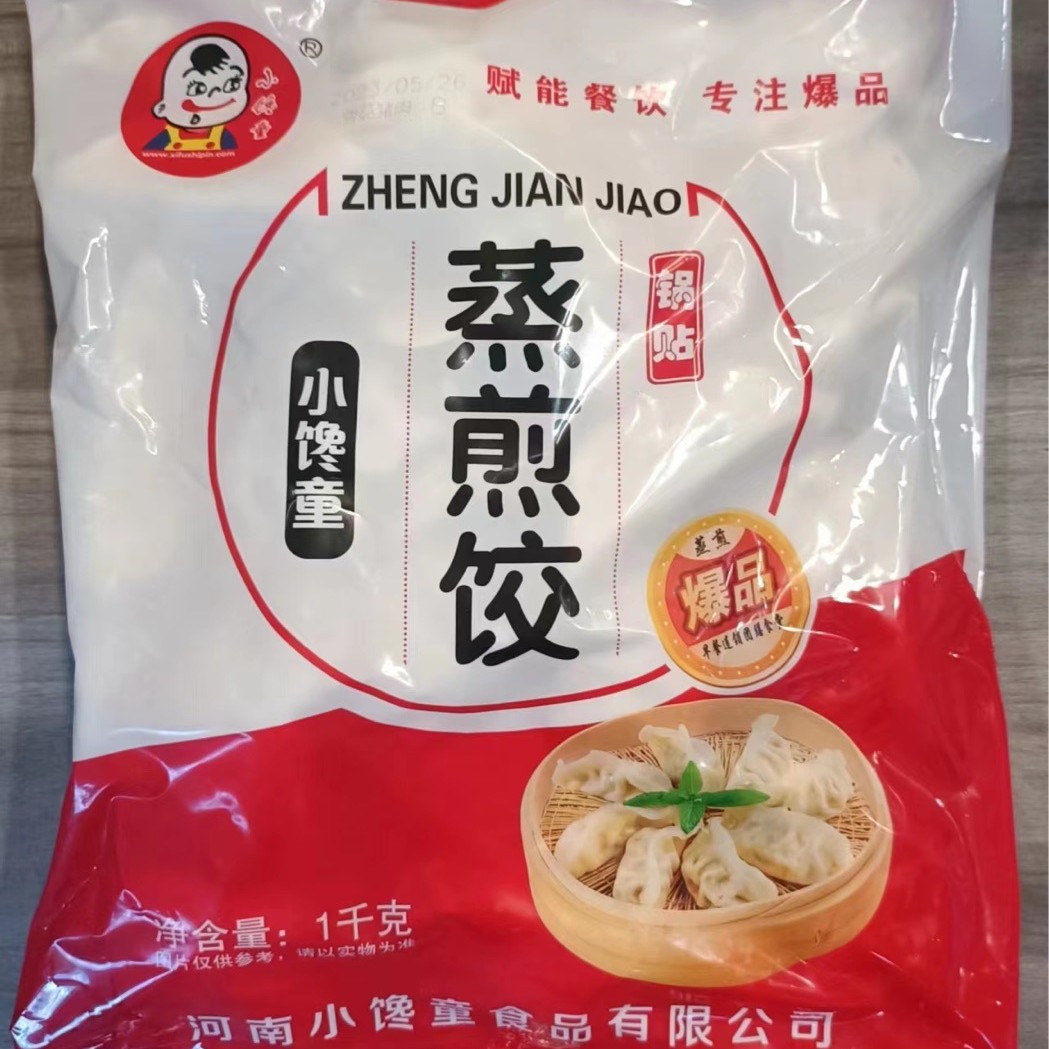 小馋童
®
www.xifushipin.com
赋能餐饮 专注爆品
ZHENG JIAN JIAO
蒸煎饺
锅贴
小馋童
蒸煎
爆品
净含量：1千克
图片仅供参考，请以实物为准
河南小馋童食品有限公司